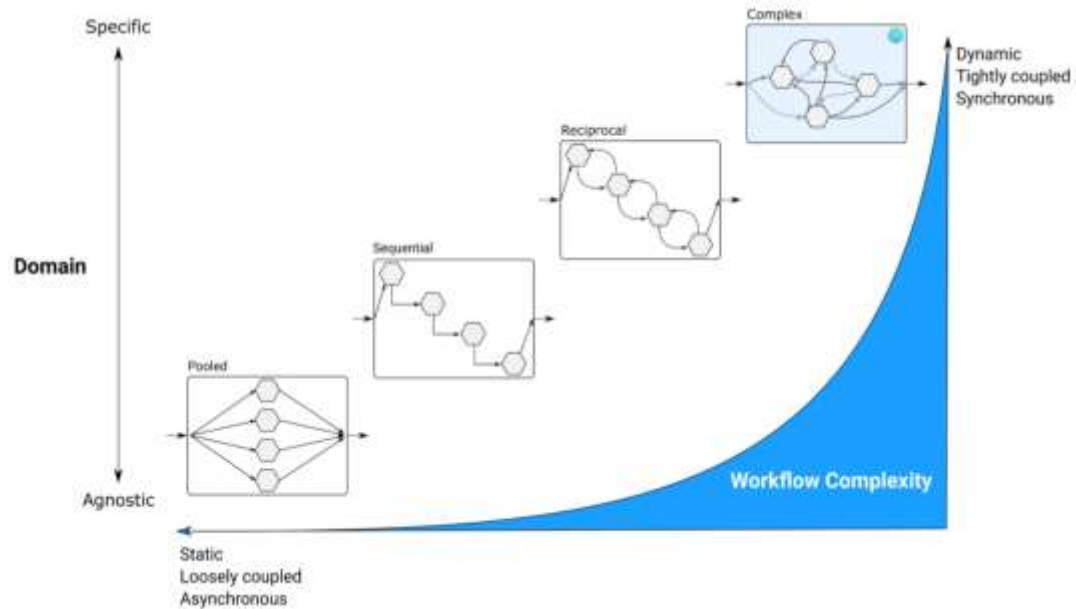 Complex
Specific
Dynamic
Tightly coupled
Synchronous
Reciprocal
Sequential
Domain
Pooled
Workflow Complexity
Agnostic
Static
Loosely coupled
Asynchronous